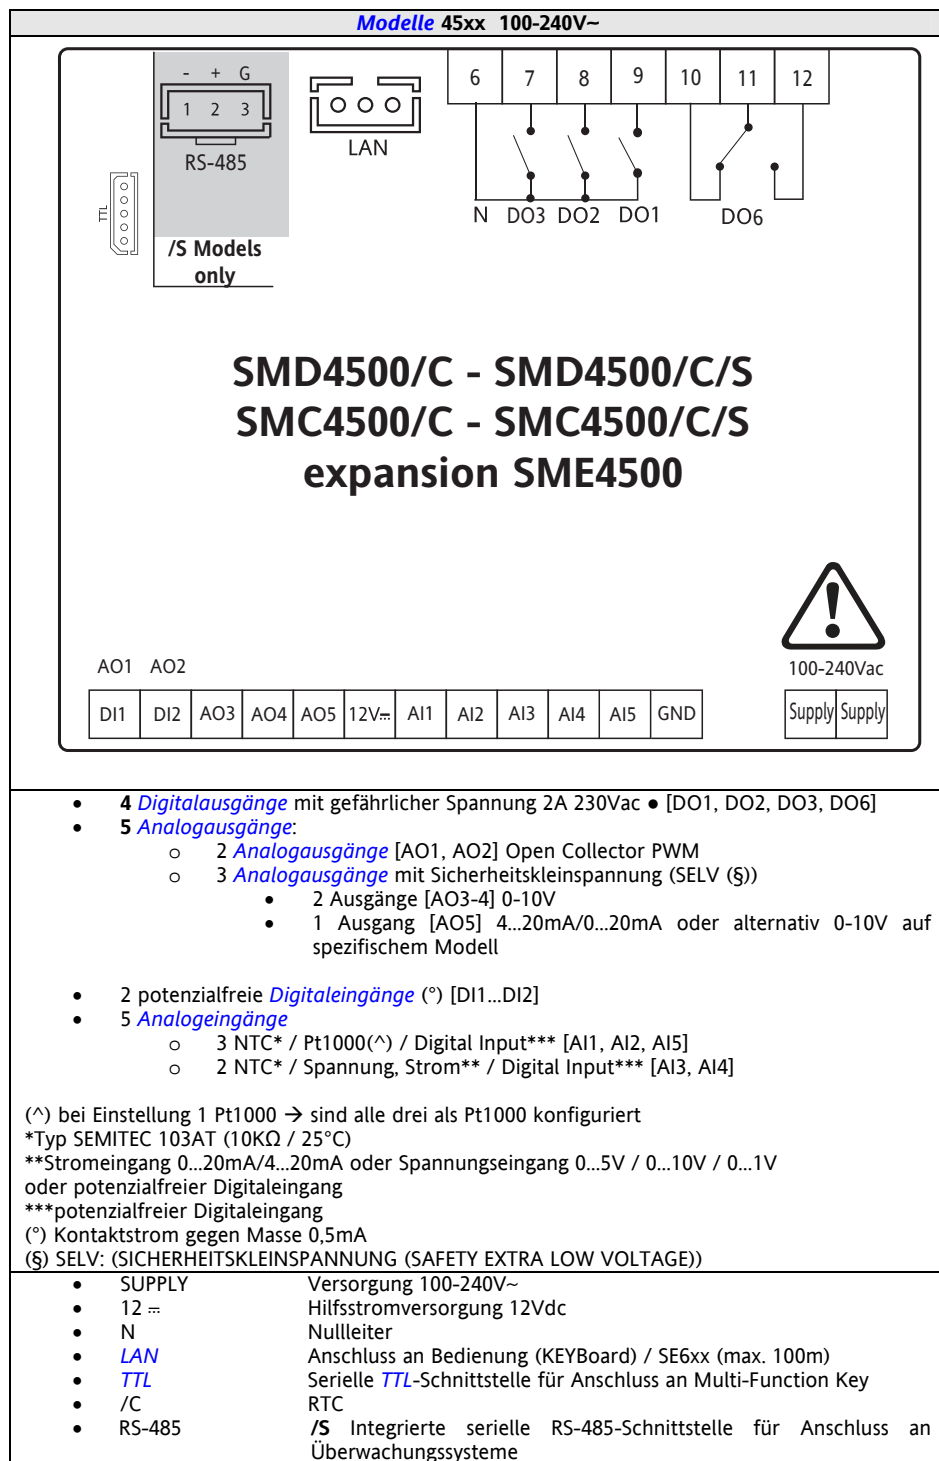 Modelle 45xx 100-240V~
- + G
1 2 3
RS-485
/S Models
only
TTL
LAN
6 7 8 9 10 11 12
N DO3 DO2 DO1 DO6
SMD4500/C - SMD4500/C/S
SMC4500/C - SMC4500/C/S
expansion SME4500
100-240Vac
AO1 AO2
DI1 DI2 AO3 AO4 AO5 12V⎓ AI1 AI2 AI3 AI4 AI5 GND Supply Supply
• 4 Digitalausgänge mit gefährlicher Spannung 2A 230Vac ● [DO1, DO2, DO3, DO6]
• 5 Analogausgänge:
o 2 Analogausgänge [AO1, AO2] Open Collector PWM
o 3 Analogausgänge mit Sicherheitskleinspannung (SELV (§))
• 2 Ausgänge [AO3-4] 0-10V
• 1 Ausgang [AO5] 4...20mA/0...20mA oder alternativ 0-10V auf
spezifischem Modell
• 2 potenzialfreie Digitaleingänge (°) [DI1...DI2]
• 5 Analogeingänge
o 3 NTC* / Pt1000(^) / Digital Input*** [AI1, AI2, AI5]
o 2 NTC* / Spannung, Strom** / Digital Input*** [AI3, AI4]
(^) bei Einstellung 1 Pt1000 → sind alle drei als Pt1000 konfiguriert
*Typ SEMITEC 103AT (10KΩ / 25°C)
**Stromeingang 0...20mA/4...20mA oder Spannungseingang 0...5V / 0...10V / 0...1V
oder potenzialfreier Digitaleingang
***potenzialfreier Digitaleingang
(°) Kontaktstrom gegen Masse 0,5mA
(§) SELV: (SICHERHEITSKLEINSPANNUNG (SAFETY EXTRA LOW VOLTAGE))
• SUPPLY Versorgung 100-240V~
• 12 ⎓ Hilfsstromversorgung 12Vdc
• N Nullleiter
• LAN Anschluss an Bedienung (KEYBoard) / SE6xx (max. 100m)
• TTL Serielle TTL-Schnittstelle für Anschluss an Multi-Function Key
• /C RTC
• RS-485 /S Integrierte serielle RS-485-Schnittstelle für Anschluss an
Überwachungssysteme